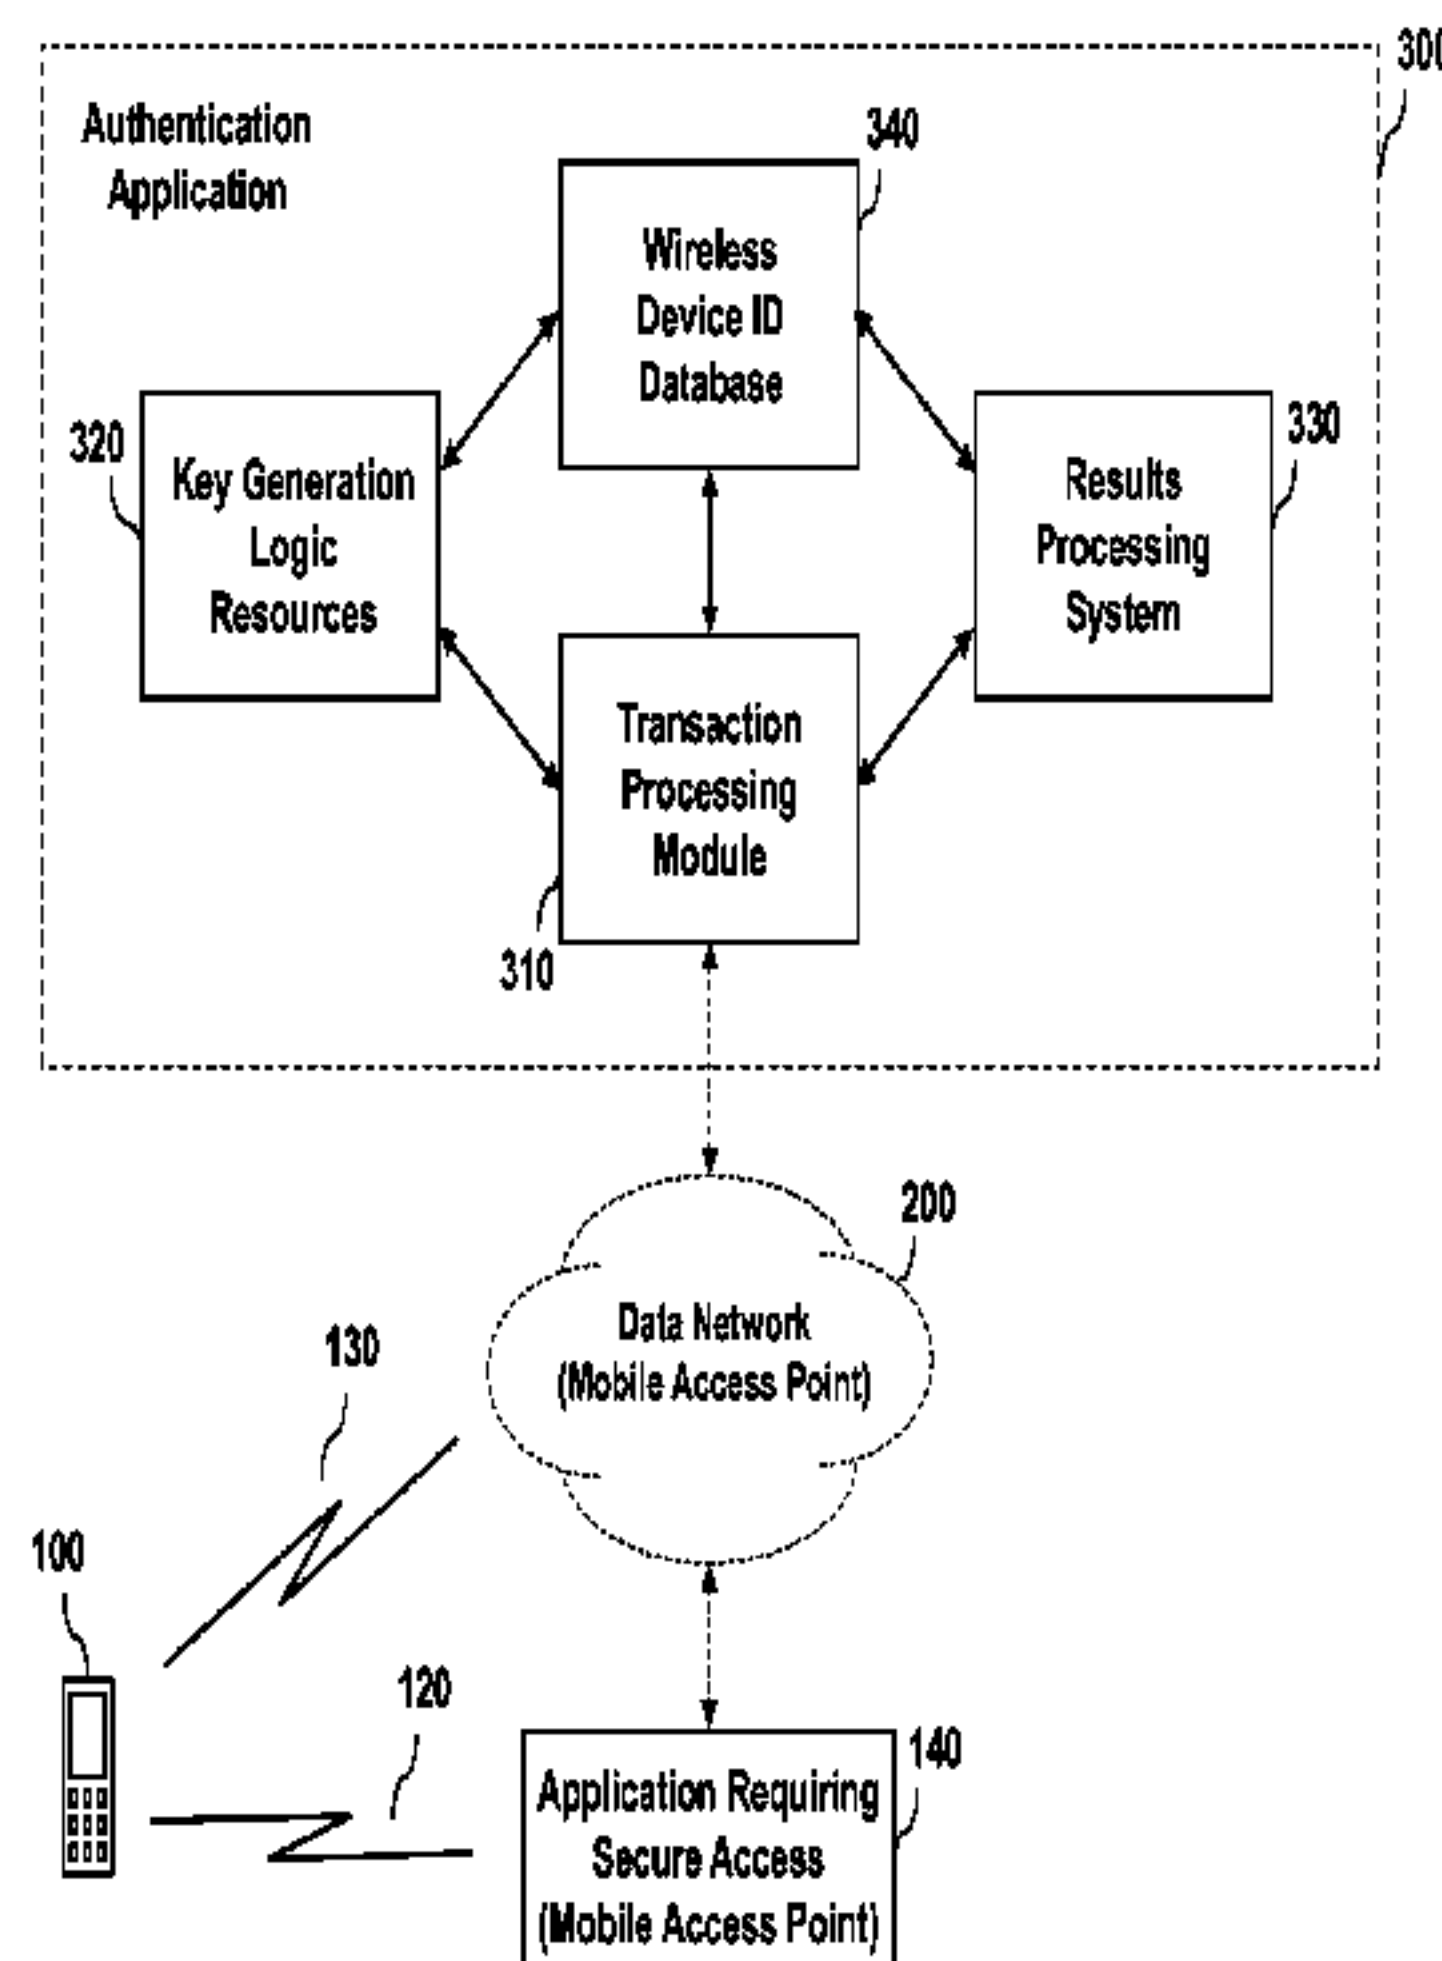 300
Authentication
Application
340
Wireless
Device ID
Database
320
Key Generation
Logic
Resources
330
Results
Processing
System
Transaction
Processing
Module
310
200
Data Network
(Mobile Access Point)
130
100
120
140
Application Requiring
Secure Access
(Mobile Access Point)